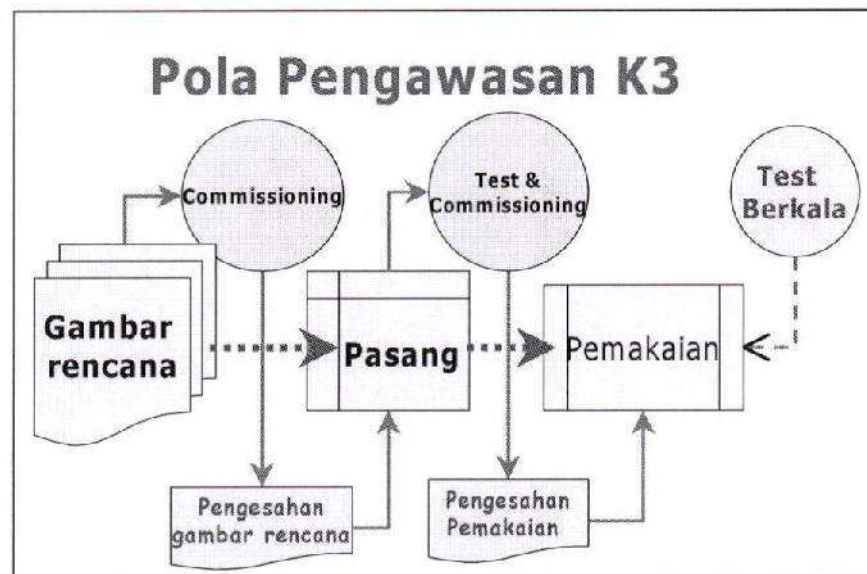 Pola Pengawasan K3
Commissioning
Test &
Commissioning
Test
Berkala
Gambar
rencana
Pasang
Pemakaian
Pengesahan
gambar rencana
Pengesahan
Pemakaian